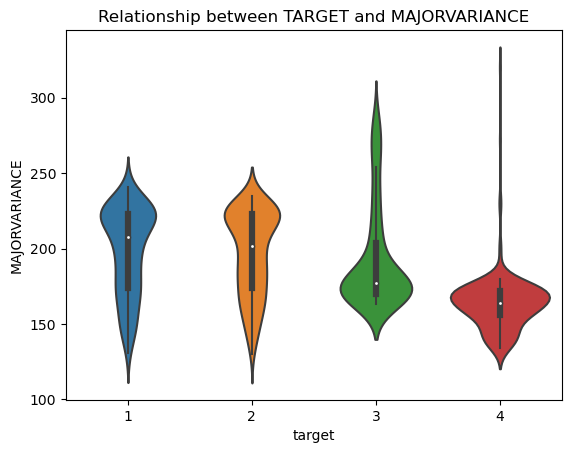 Relationship between TARGET and MAJORVARIANCE
300
250
200
150
100
MAJORVARIANCE
1 2 3 4
target